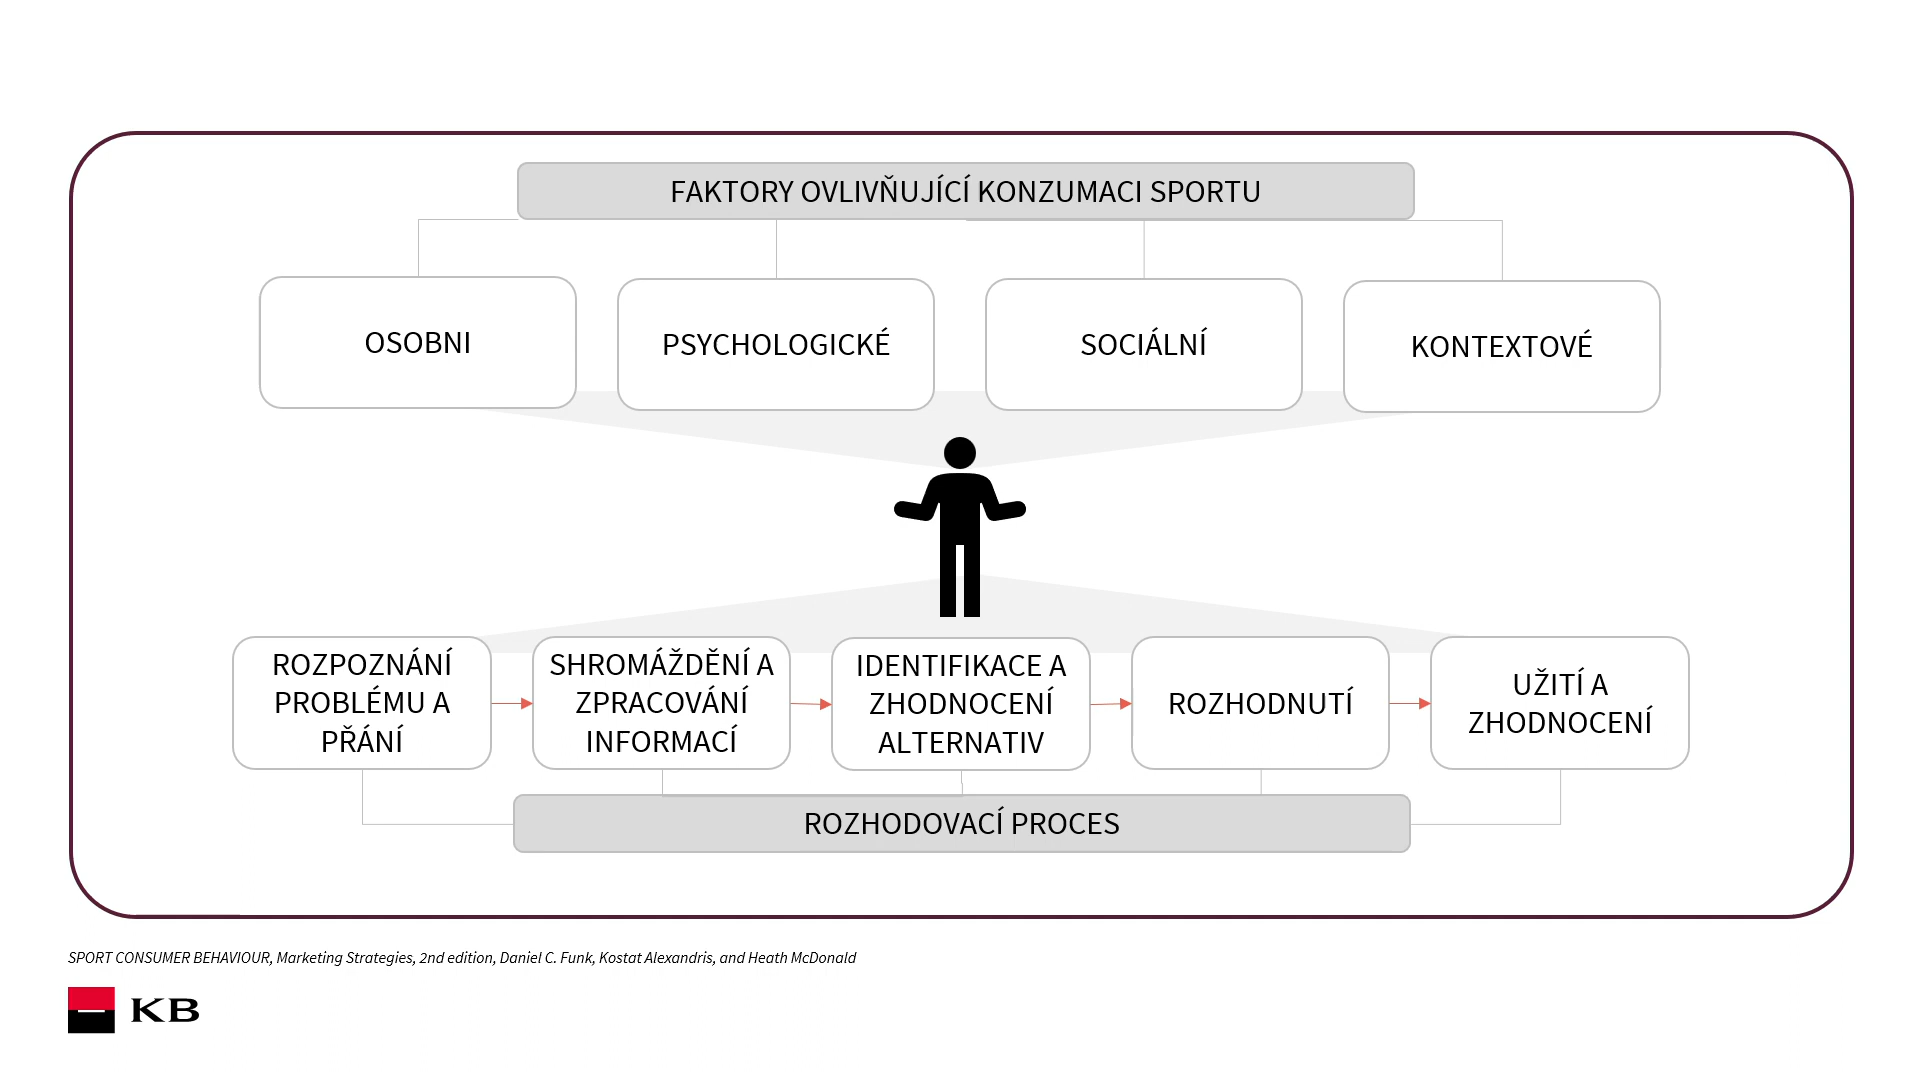 FAKTORY OVLIVŇUJÍCÍ KONZUMACI SPORTU
OSOBNI
PSYCHOLOGICKÉ
SOCIÁLNÍ
KONTEXTOVÉ
ROZPOZNÁNÍ
PROBLÉMU A
PŘÁNÍ
SHROMÁŽDĚNÍ A
ZPRACOVÁNÍ
INFORMACÍ
IDENTIFIKACE A
ZHODNOCENÍ
ALTERNATIV
ROZHODNUTÍ
UŽITÍ A
ZHODNOCENÍ
ROZHODOVACÍ PROCES
SPORT CONSUMER BEHAVIOUR, Marketing Strategies, 2nd edition, Daniel C. Funk, Kostat Alexandris, and Heath McDonald
KB